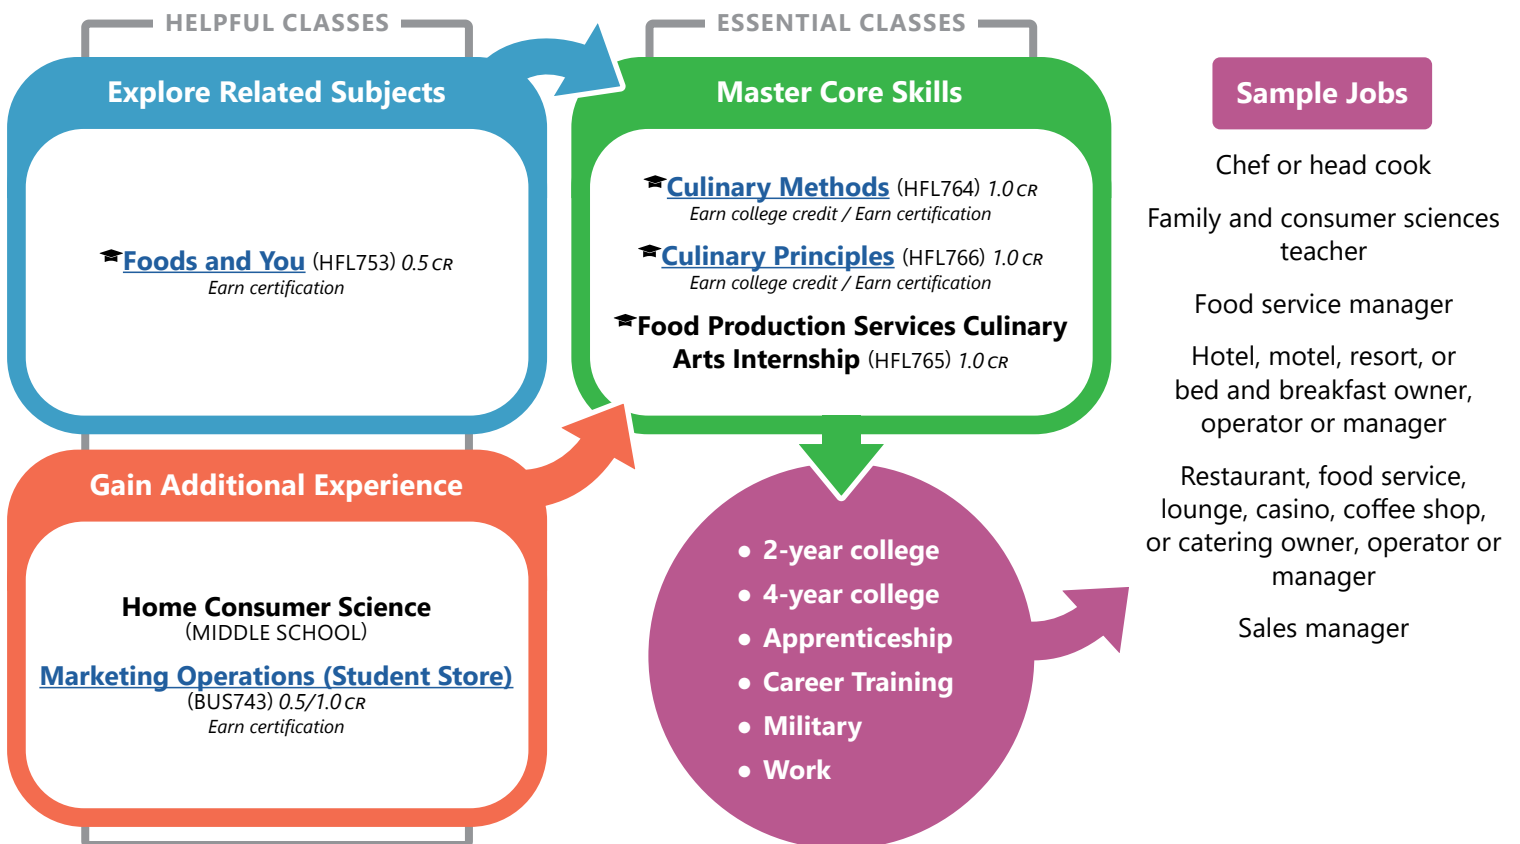 HELPFUL CLASSES
Explore Related Subjects
Foods and You (HFL753) 0.5 CR
Earn certification
Gain Additional Experience
Home Consumer Science
(MIDDLE SCHOOL)
Marketing Operations (Student Store)
(BUS743) 0.5/1.0 CR
Earn certification
ESSENTIAL CLASSES
Master Core Skills
Culinary Methods (HFL764) 1.0 CR
Earn college credit / Earn certification
Culinary Principles (HFL766) 1.0 CR
Earn college credit / Earn certification
Food Production Services Culinary
Arts Internship (HFL765) 1.0 CR
• 2-year college
• 4-year college
• Apprenticeship
• Career Training
• Military
• Work
Sample Jobs
Chef or head cook
Family and consumer sciences
teacher
Food service manager
Hotel, motel, resort, or
bed and breakfast owner,
operator or manager
Restaurant, food service,
lounge, casino, coffee shop,
or catering owner, operator or
manager
Sales manager